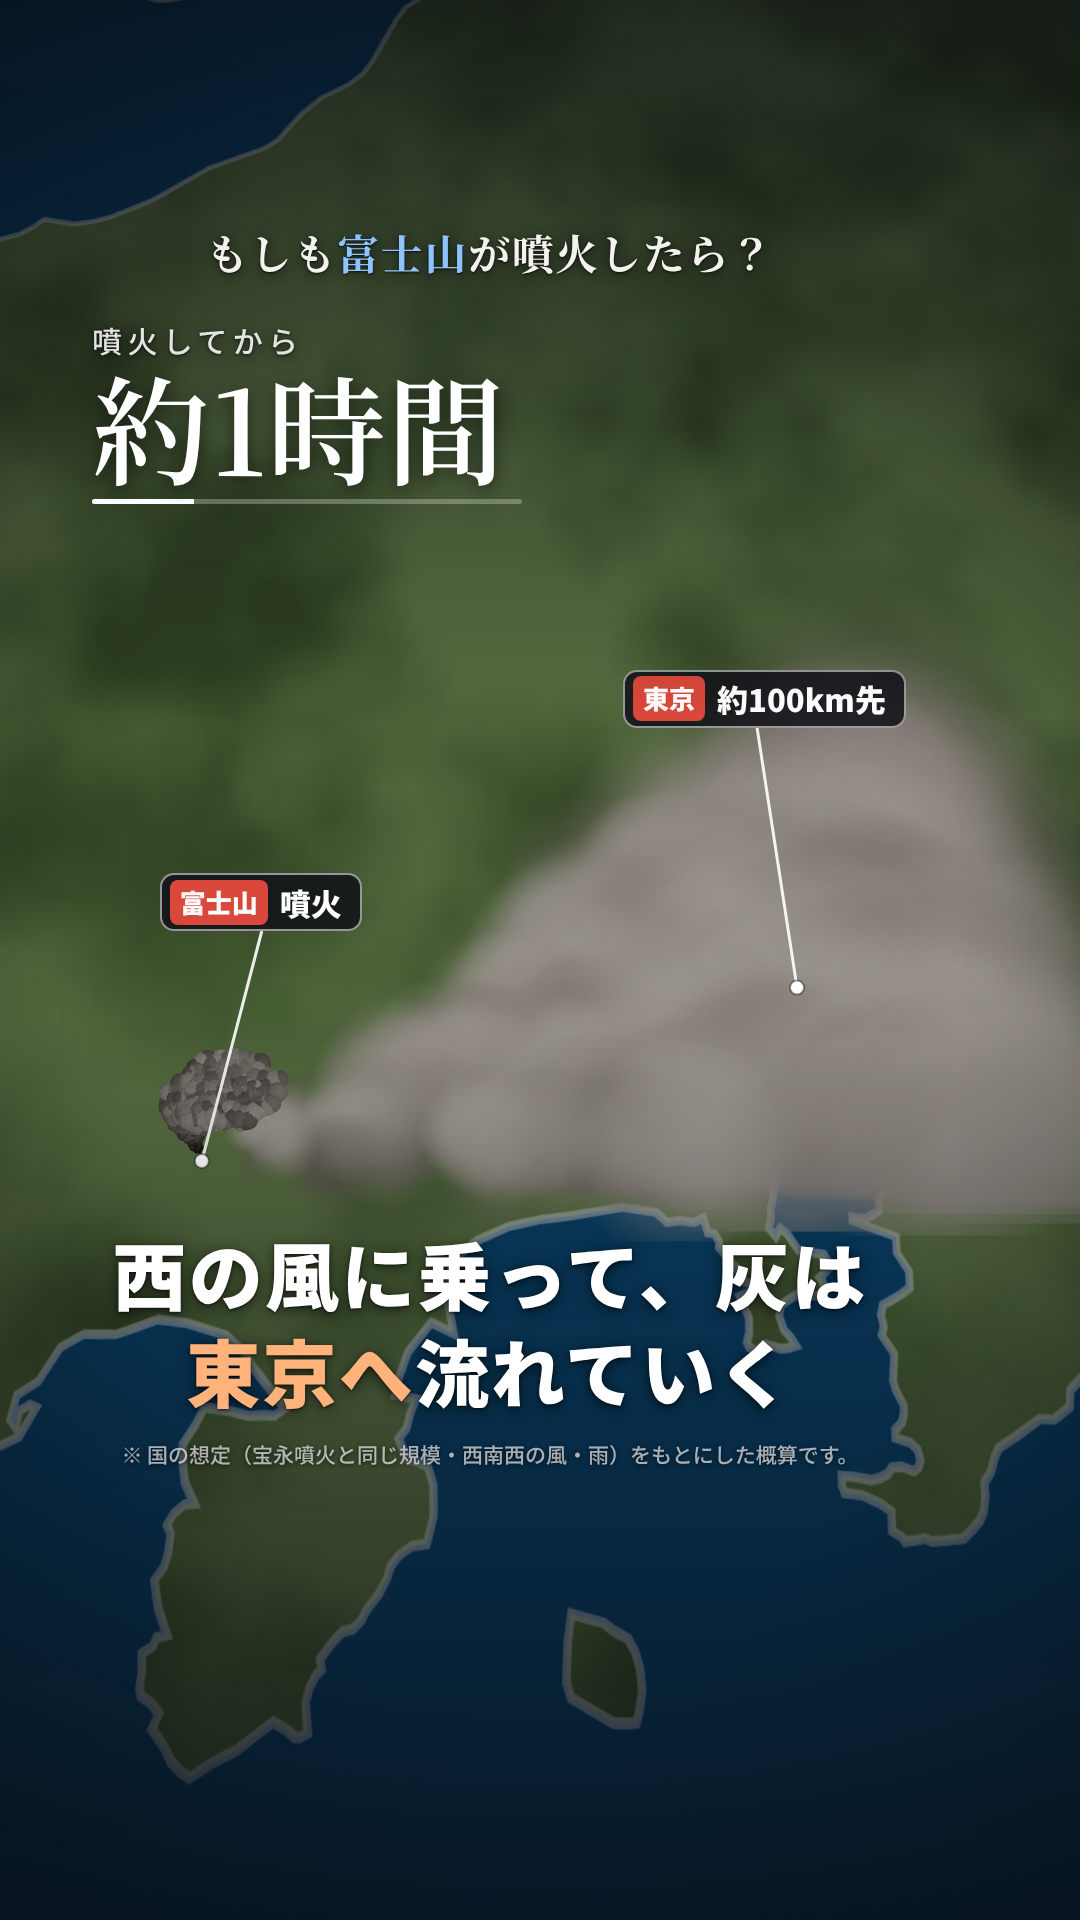 もしも富士山が噴火したら？
噴火してから
約1時間
東京 約100km先
富士山 噴火
西の風に乗って、灰は
東京へ流れていく
※ 国の想定（宝永噴火と同じ規模・西南西の風・雨）をもとにした概算です。